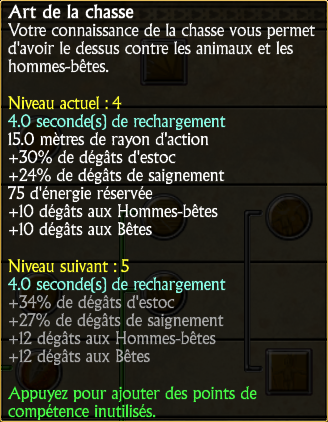 Art de la chasse
Votre connaissance de la chasse vous permet
d'avoir le dessus contre les animaux et les
hommes-bêtes.
Niveau actuel : 4
4.0 seconde(s) de rechargement
15.0 mètres de rayon d'action
+30% de dégâts d'estoc
+24% de dégâts de saignement
75 d'énergie réservée
+10 dégâts aux Hommes-bêtes
+10 dégâts aux Bêtes
Niveau suivant : 5
4.0 seconde(s) de rechargement
+34% de dégâts d'estoc
+27% de dégâts de saignement
+12 dégâts aux Hommes-bêtes
+12 dégâts aux Bêtes
Appuyez pour ajouter des points de
compétence inutilisés.